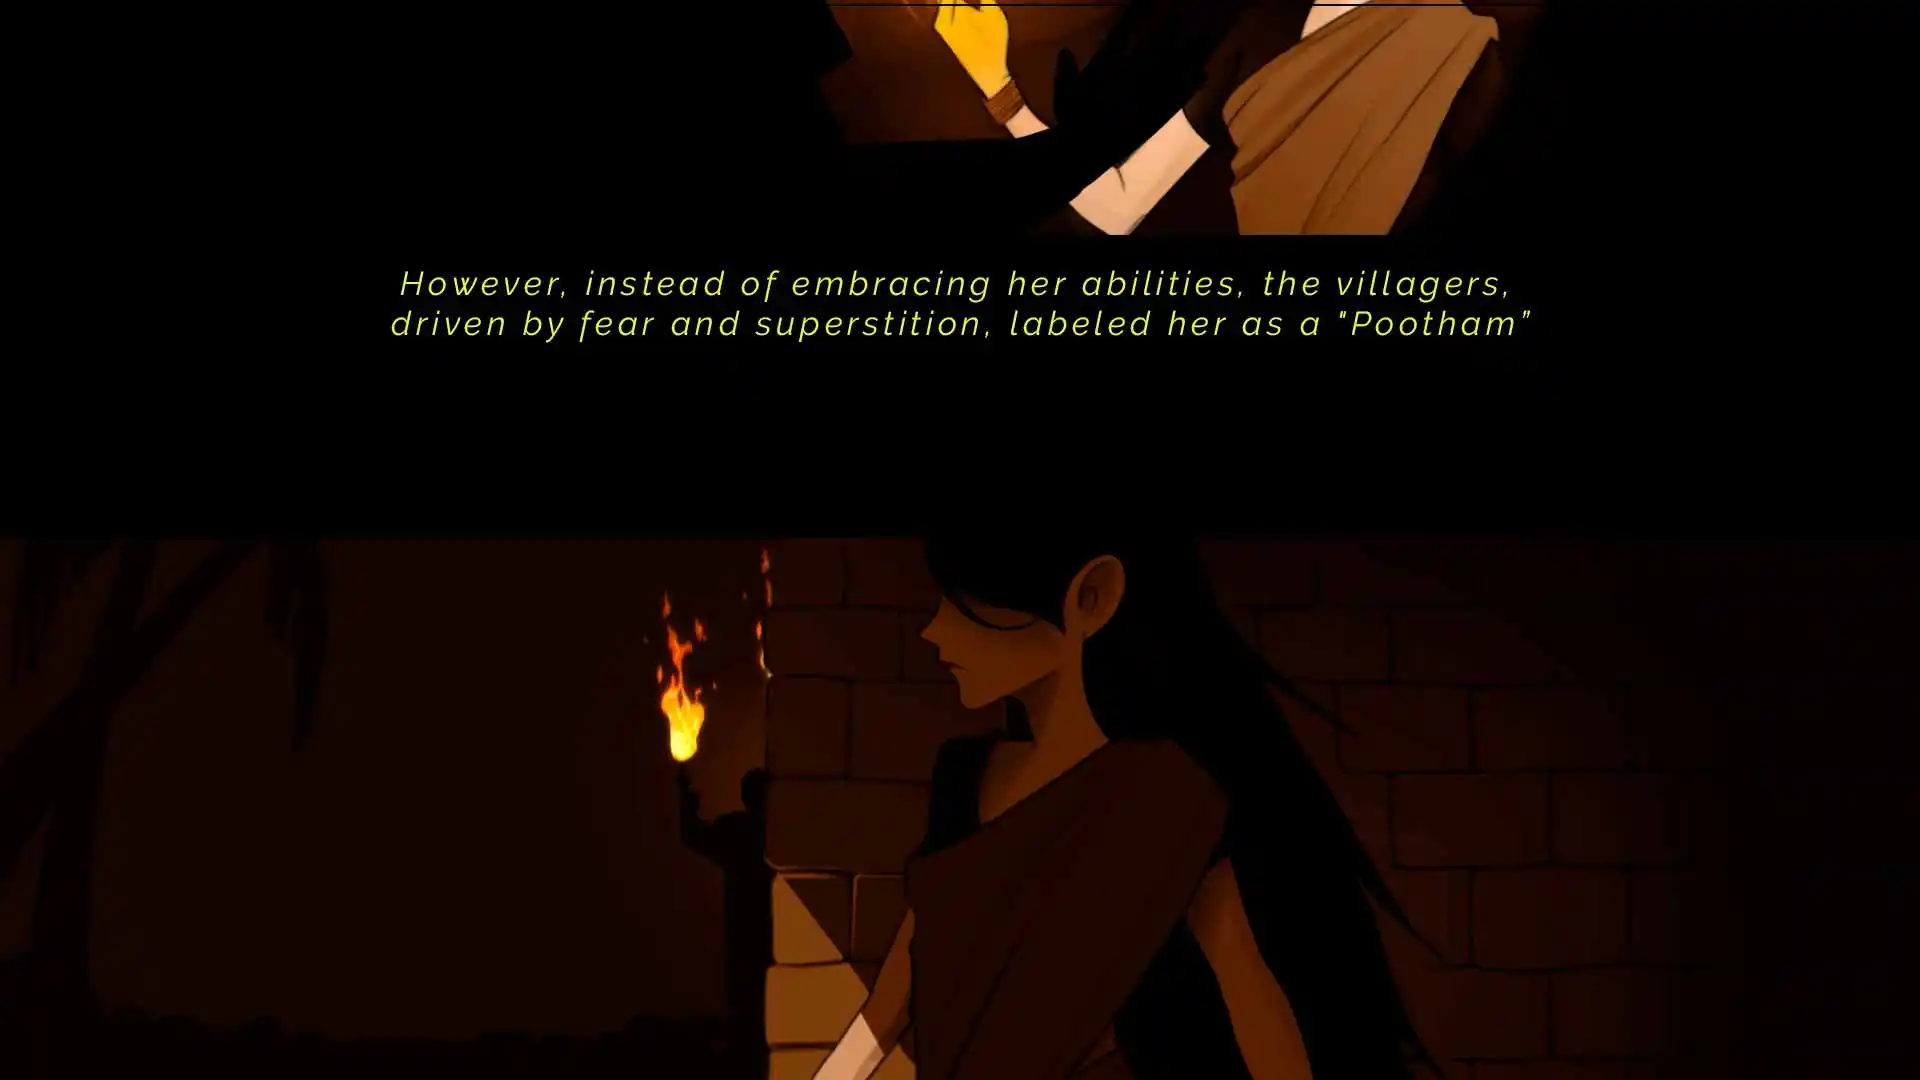 However, instead of embracing her abilities, the villagers,
driven by fear and superstition, labeled her as a "Pootham”